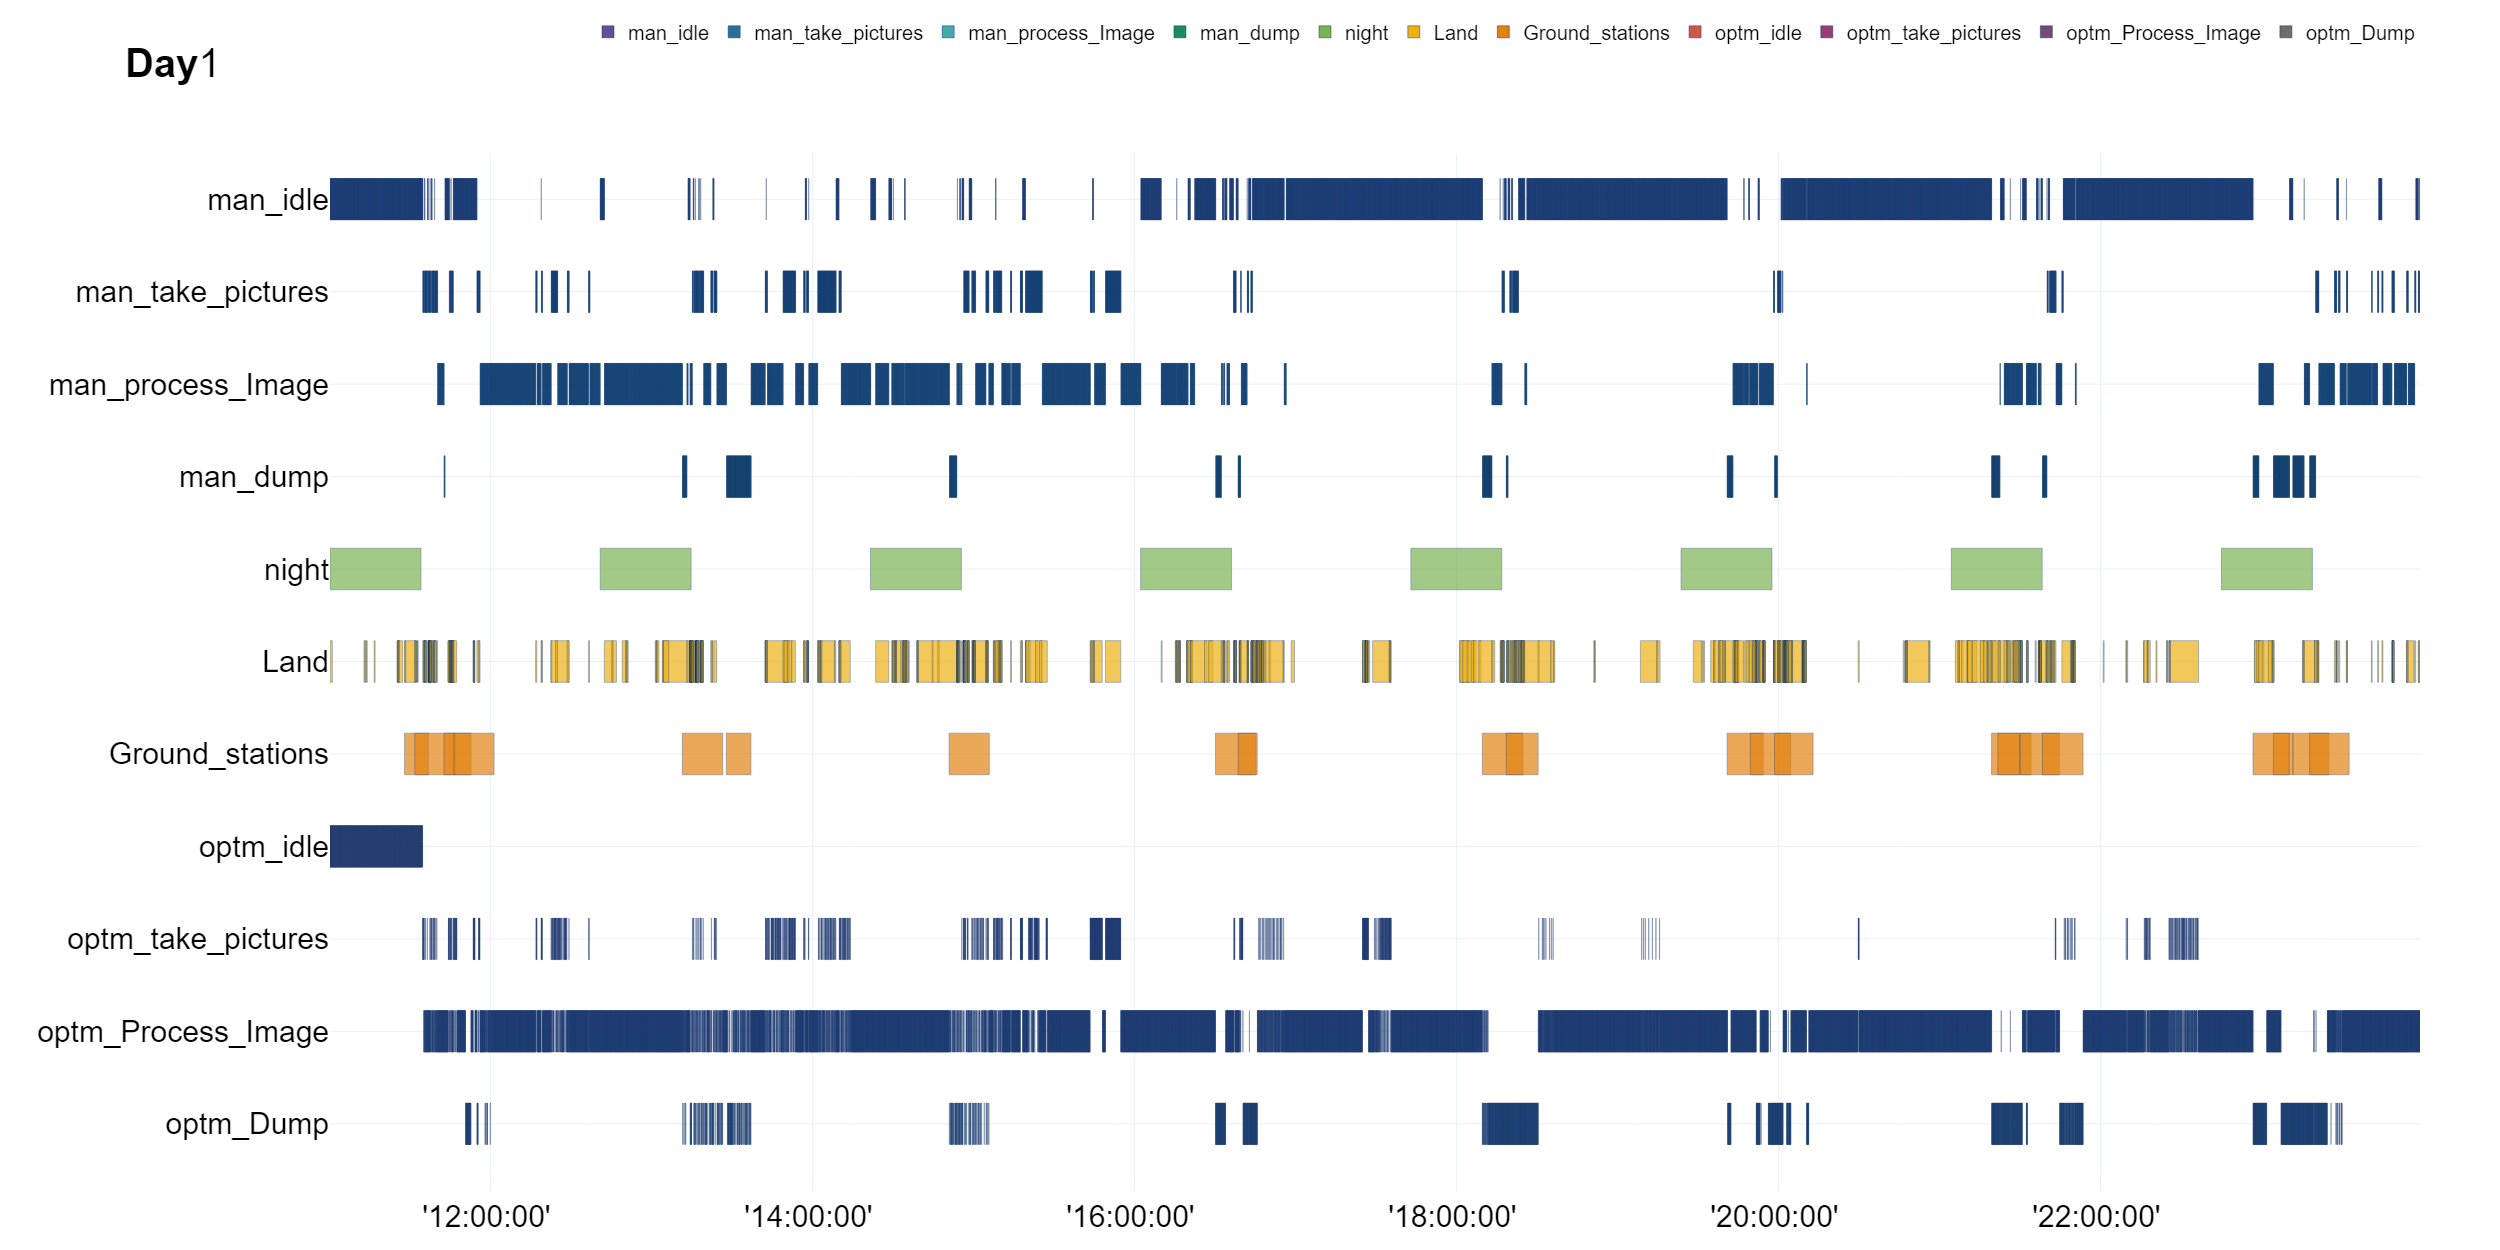 man_idle man_take_pictures man_process_Image man_dump night Land Ground_stations optm_idle optm_take_pictures optm_Process_Image optm_Dump
Day1
man_idle
man_take_pictures
man_process_Image
man_dump
night
Land
Ground_stations
optm_idle
optm_take_pictures
optm_Process_Image
optm_Dump
'12:00:00' '14:00:00' '16:00:00' '18:00:00' '20:00:00' '22:00:00'